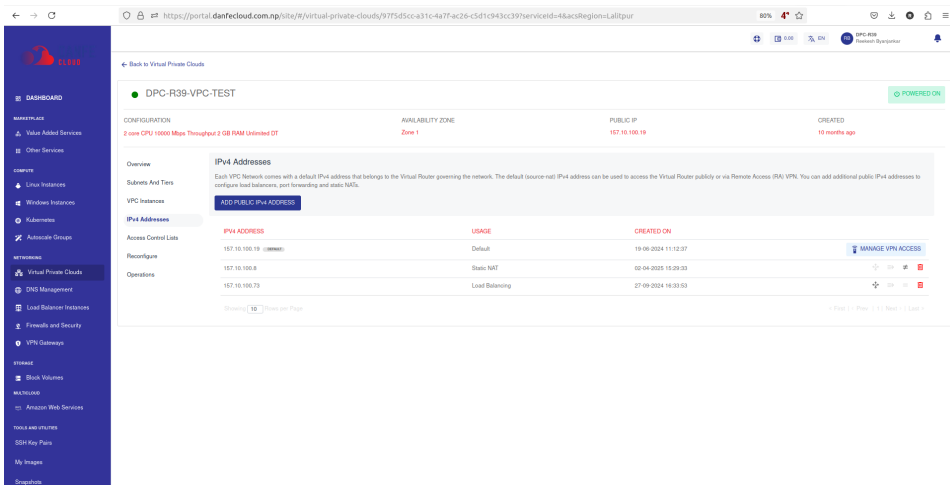 https://portal.danfecloud.com.np/site/#/virtual-private-clouds/97f5d5cc-a31c-4a7f-ac26-c5d1c943cc39?serviceId=4&acsRegion=Lalitpur
80%
CLOUD
0.00
EN
RB
DPC-R39
Reekesh Byanjankar
← Back to Virtual Private Clouds
DASHBOARD
MARKETPLACE
Value Added Services
Other Services
COMPUTE
Linux Instances
Windows Instances
Kubernetes
Autoscale Groups
NETWORKING
Virtual Private Clouds
DNS Management
Load Balancer Instances
Firewalls and Security
VPN Gateways
STORAGE
Block Volumes
MULTICLOUD
Amazon Web Services
TOOLS AND UTILITIES
SSH Key Pairs
My Images
Snapshots
DPC-R39-VPC-TEST
POWERED ON
CONFIGURATION
2 core CPU 10000 Mbps Throughput 2 GB RAM Unlimited DT
AVAILABILITY ZONE
Zone 1
PUBLIC IP
157.10.100.19
CREATED
10 months ago
Overview
Subnets And Tiers
VPC Instances
IPv4 Addresses
Access Control Lists
Reconfigure
Operations
IPv4 Addresses
Each VPC Network comes with a default IPv4 address that belongs to the Virtual Router governing the network. The default (source-nat) IPv4 address can be used to access the Virtual Router publicly or via Remote Access (RA) VPN. You can add additional public IPv4 addresses to
configure load balancers, port forwarding and static NATs.
ADD PUBLIC IPv4 ADDRESS
IPV4 ADDRESS USAGE CREATED ON
157.10.100.19 DEFAULT Default 19-06-2024 11:12:37 MANAGE VPN ACCESS
157.10.100.8 Static NAT 02-04-2025 15:29:33
157.10.100.73 Load Balancing 27-09-2024 16:33:53
Showing 10 Rows per Page
First | Prev | 1 | Next | Last